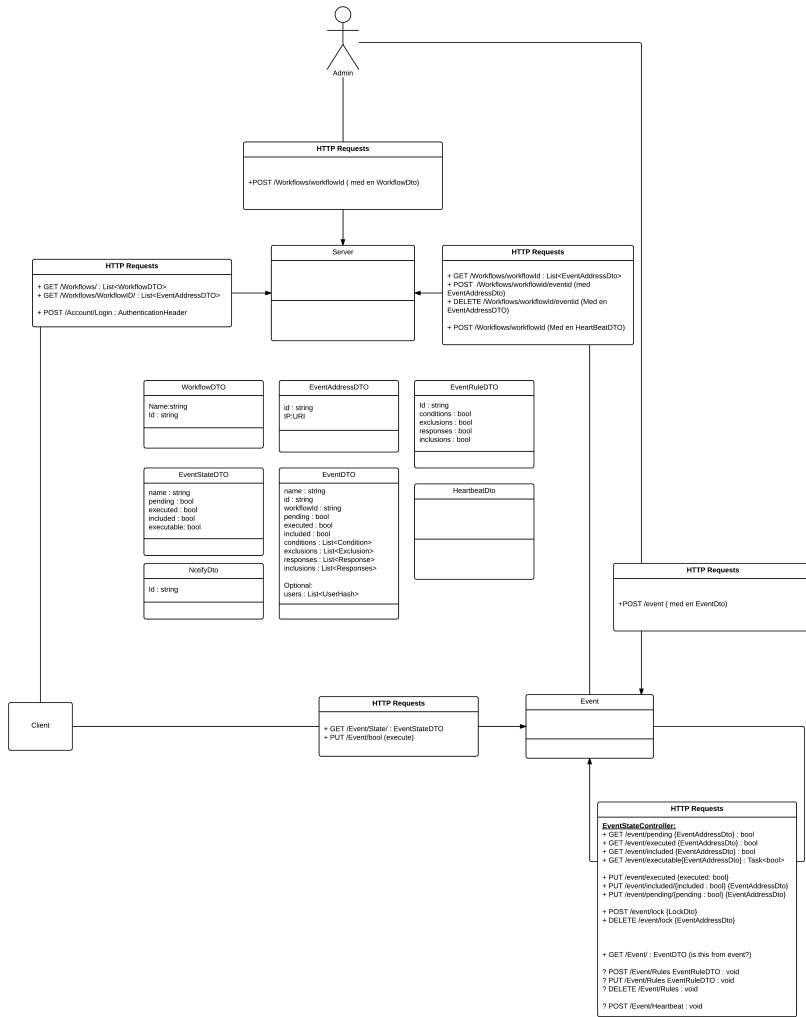 Admin
HTTP Requests
+POST /Workflows/workflowId ( med en WorkflowDto)
Server
HTTP Requests
+ GET /Workflows/ : List<WorkflowDTO>
+ GET /Workflows/WorkflowID/ : List<EventAddressDTO>
+ POST /Account/Login : AuthenticationHeader
HTTP Requests
+ GET /Workflows/workflowId : List<EventAddressDto>
+ POST  /Workflows/workflowid/eventid (med
EventAddressDto)
+ DELETE /Workflows/workflowId/eventid (Med en
EventAddressDTO)
+ POST /Workflows/workflowId (Med en HeartBeatDTO)
WorkflowDTO
Name:string
Id : string
EventAddressDTO
id : string
IP:URI
EventRuleDTO
Id : string
conditions : bool
exclusions : bool
responses : bool
inclusions : bool
EventStateDTO
name : string
pending : bool
executed : bool
included : bool
executable: bool
EventDTO
name : string
id : string
workflowId : string
pending : bool
executed : bool
included : bool
conditions : List<Condition>
exclusions : List<Exclusion>
responses : List<Response>
inclusions : List<Responses>
Optional:
users : List<UserHash>
HeartbeatDto
NotifyDto
Id : string
HTTP Requests
+POST /event ( med en EventDto)
Client
HTTP Requests
+ GET /Event/State/ : EventStateDTO
+ PUT /Event/bool (execute)
Event
HTTP Requests
EventStateController:
+ GET /event/pending {EventAddressDto} : bool
+ GET /event/executed {EventAddressDto} : bool
+ GET /event/included {EventAddressDto} : bool
+ GET /event/executable{EventAddressDto} : Task<bool>
+ PUT /event/executed {executed: bool}
+ PUT /event/included/{included : bool} {EventAddressDto}
+ PUT /event/pending/{pending : bool} {EventAddressDto}
+ POST /event/lock {LockDto}
+ DELETE /event/lock {EventAddressDto}
+ GET /Event/ : EventDTO (is this from event?)
? POST /Event/Rules EventRuleDTO : void
? PUT /Event/Rules EventRuleDTO : void
? DELETE /Event/Rules : void
? POST /Event/Heartbeat : void